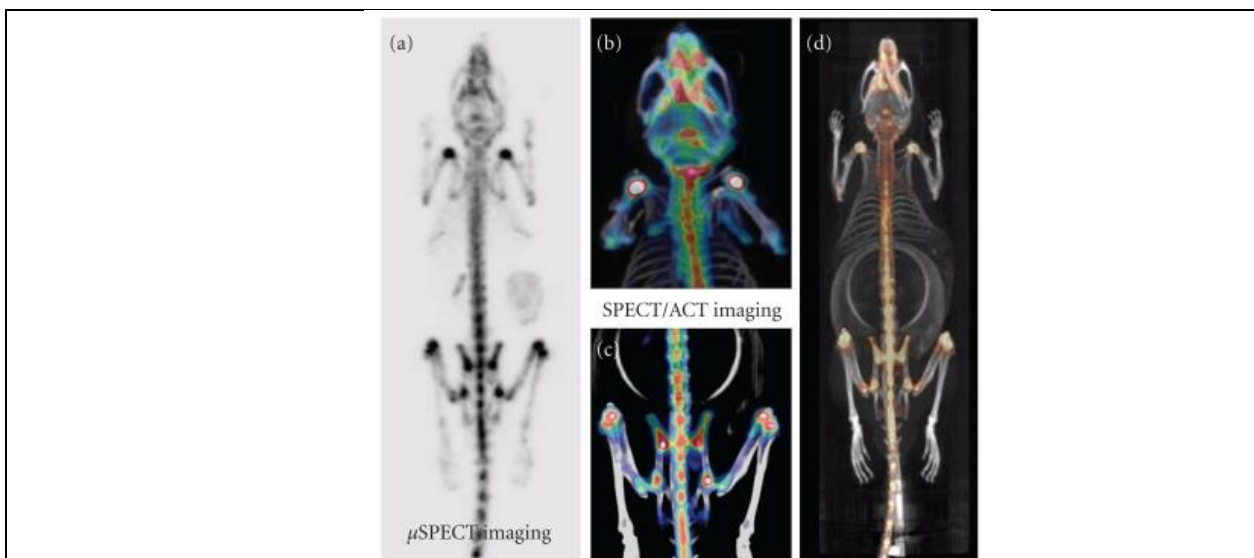 (a)
(b)
(d)
SPECT/ACT imaging
(c)
μSPECT imaging